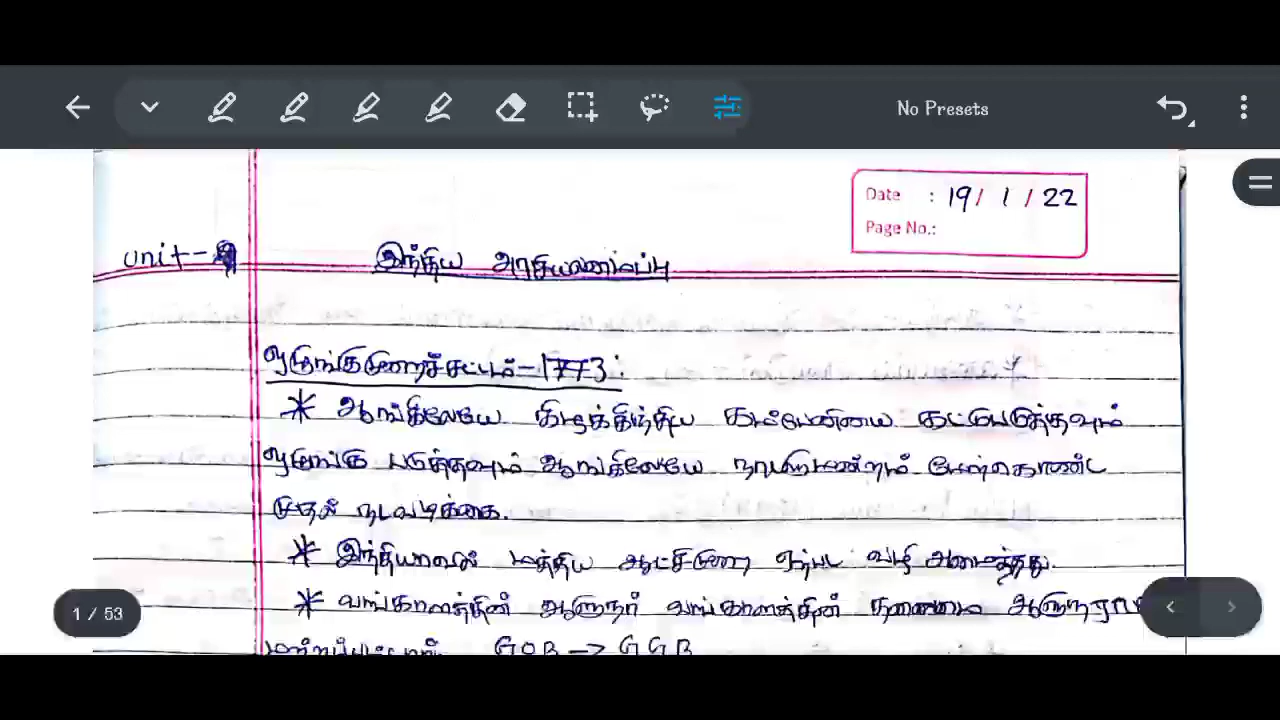 No Presets
Date : 19/ 1 / 22
Page No.:
Unit-
இந்திய அரசியலமைப்பு
ஒழுங்குமுறைச்சட்டம்-1773:
* ஆங்கிலேய கிழக்கிந்திய கம்பெனியை கட்டுபடுத்தவும்
ஒழுங்கு படுத்தவும் ஆங்கிலேய நாடாளுமன்றம் மேற்கொண்ட
முதல் நடவடிக்கை.
* இந்தியாவில் மத்திய ஆட்சிமுறை ஏற்பட வழி அமைத்தது.
* வங்காளத்தின் ஆளுநர் வங்காளத்தின் தலைமை ஆளுநராக
GOB -> GGB
1 / 53